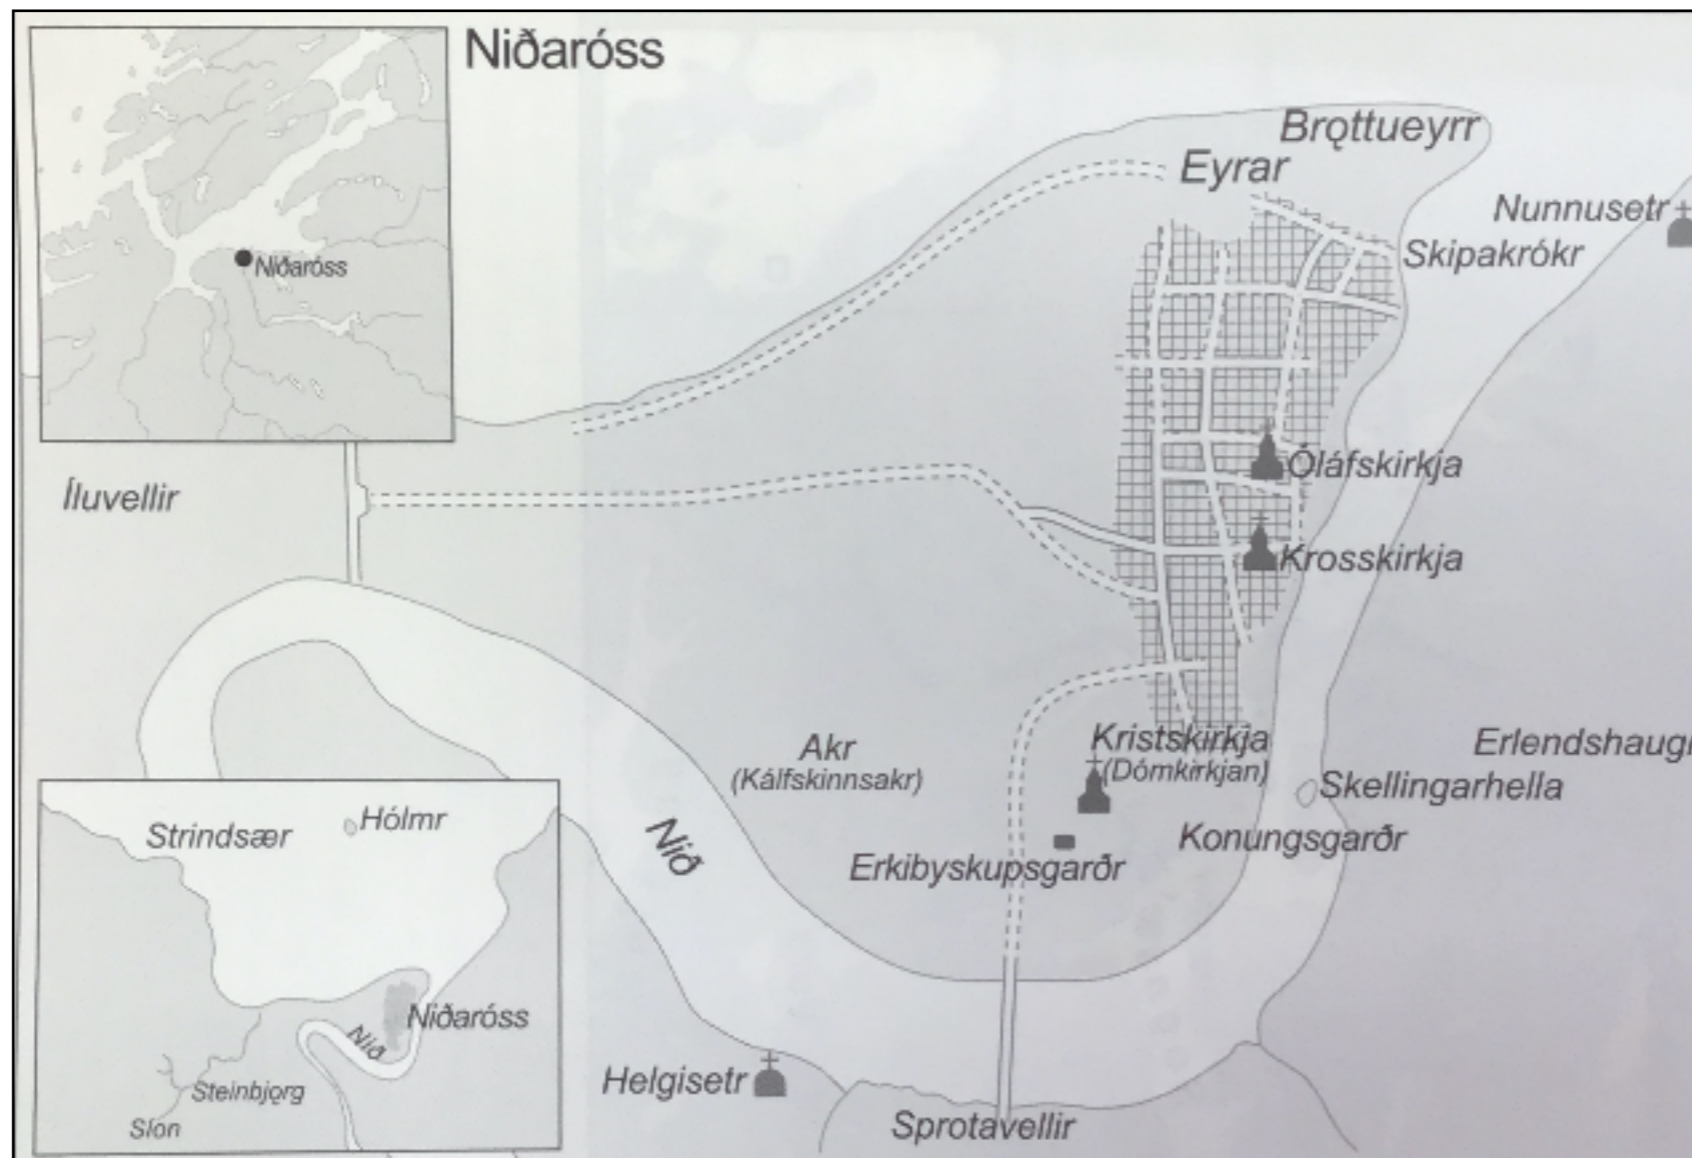 Niðaróss
Niðaróss
Brǫttueyrr
Eyrar
Nunnusetr
Skipakrókr
Óláfskirkja
Íluvellir
Krosskirkja
Akr
(Kálfskinnsakr)
Kristskirkja
(Dómkirkjan)
Erlendshaugr
Skellingarhella
Konungsgarðr
Nið
Erkibyskupsgarðr
Strindsær
Hólmr
Niðaróss
Nið
Steinbjǫrg
Slon
Helgisetr
Sprotavellir